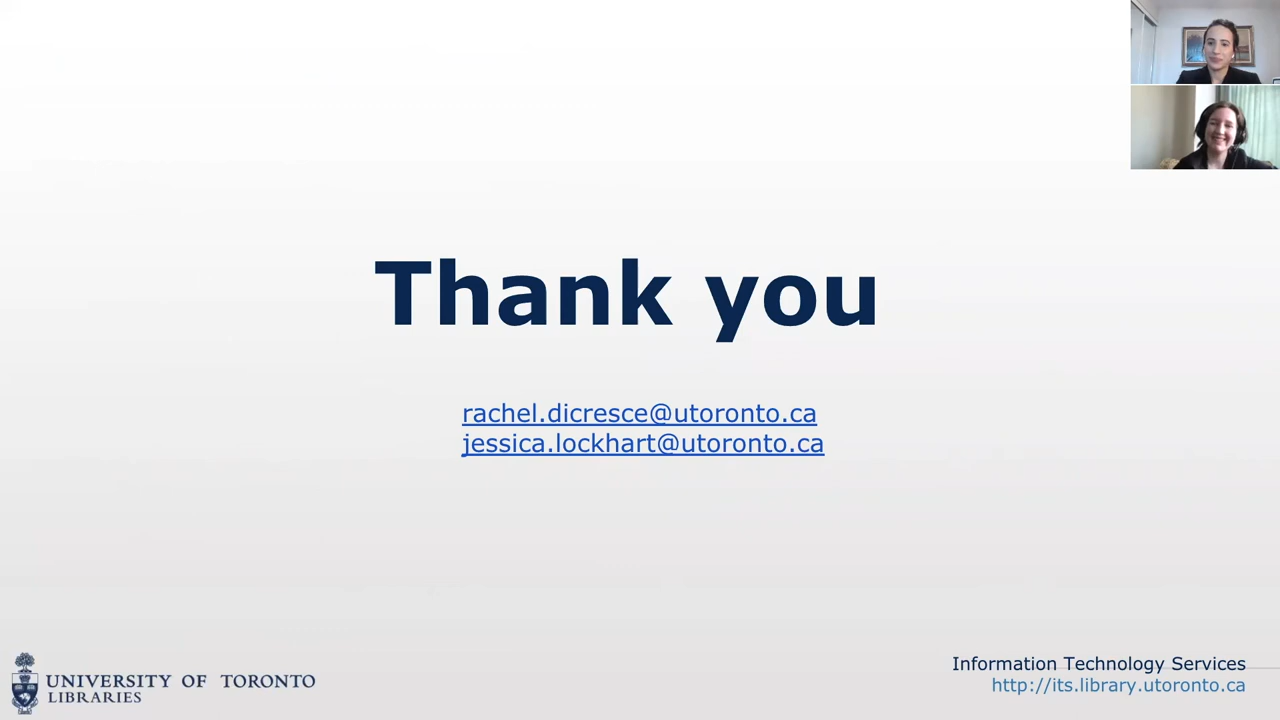 Thank you
rachel.dicresce@utoronto.ca
jessica.lockhart@utoronto.ca
UNIVERSITY OF TORONTO
LIBRARIES
Information Technology Services
http://its.library.utoronto.ca